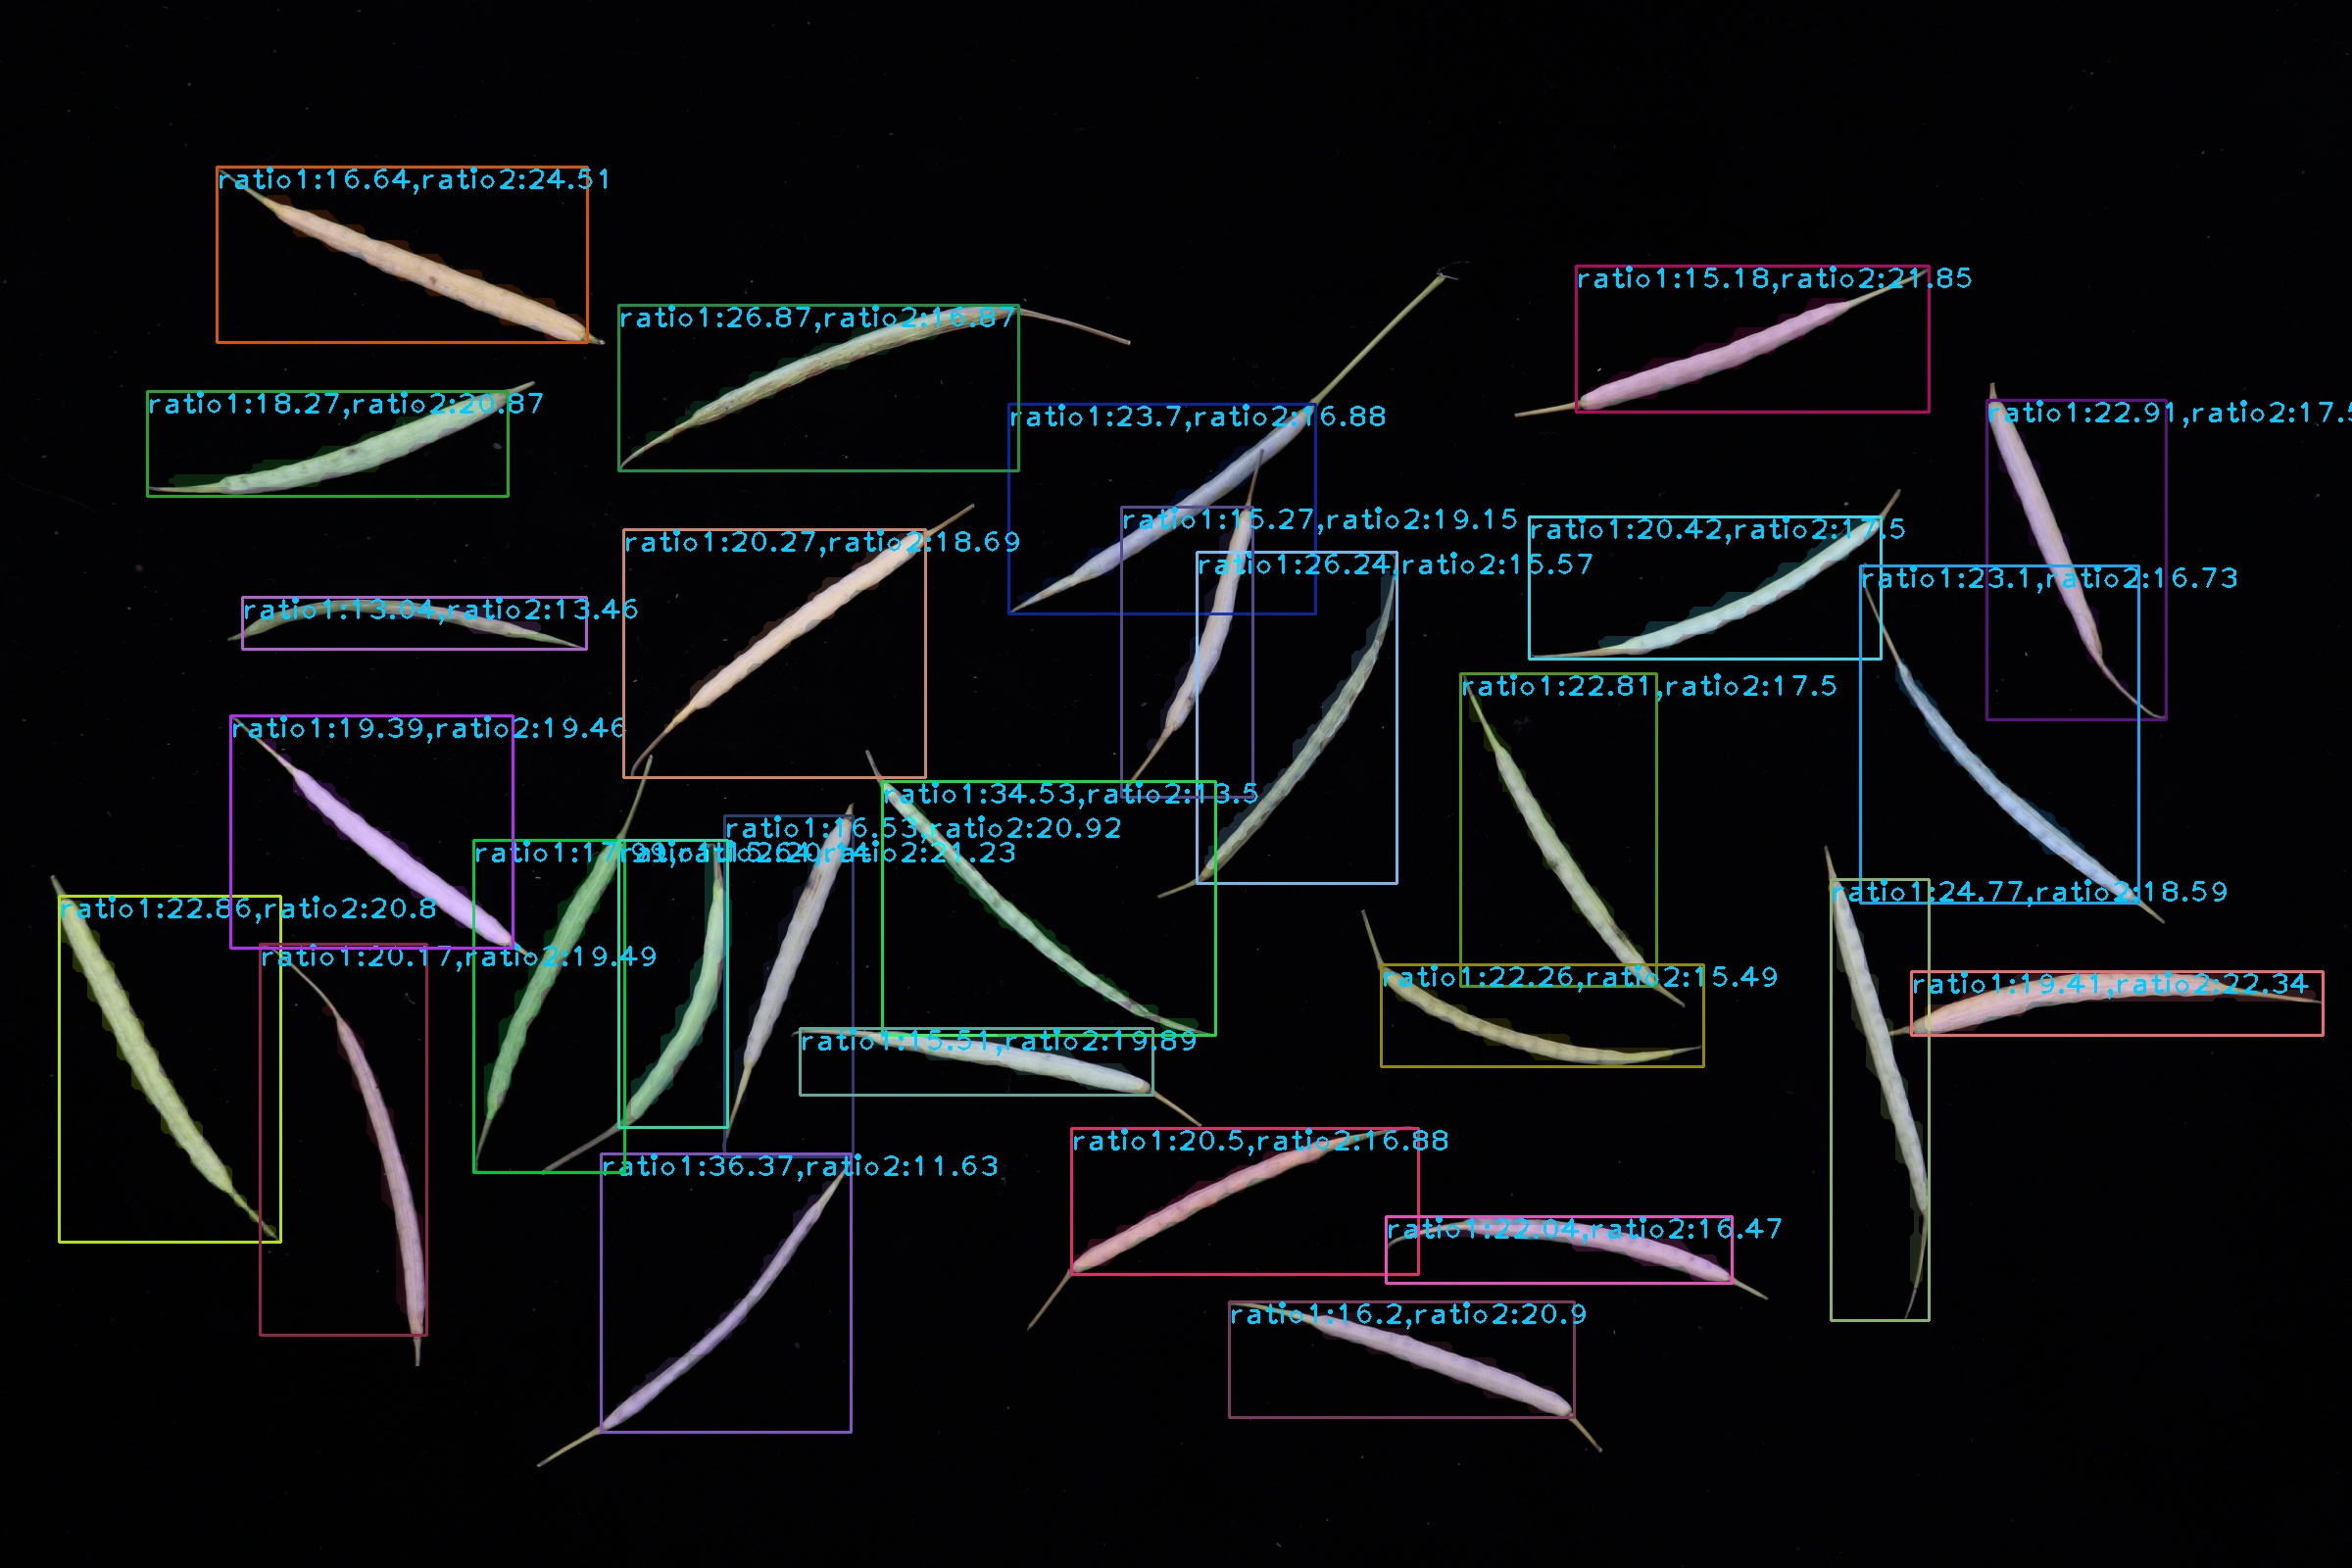 ratio1:16.64,ratio2:24.51
ratio1:15.18,ratio2:21.85
ratio1:26.87,ratio2:16.87
ratio1:18.27,ratio2:20.87
ratio1:23.7,ratio2:16.88
ratio1:22.91,ratio2:17.5
ratio1:15.27,ratio2:19.15
ratio1:20.42,ratio2:17.5
ratio1:20.27,ratio2:18.69
ratio1:26.24,ratio2:15.57
ratio1:23.1,ratio2:16.73
ratio1:13.04,ratio2:13.46
ratio1:22.81,ratio2:17.5
ratio1:19.39,ratio2:19.46
ratio1:34.53,ratio2:13.5
ratio1:16.53,ratio2:20.92
ratio2:21.23
ratio1:24.77,ratio2:18.59
ratio1:22.86,ratio2:20.8
ratio1:20.17,ratio2:19.49
ratio1:22.26,ratio2:15.49
ratio1:19.41,ratio2:22.34
ratio1:15.51,ratio2:19.89
ratio1:20.5,ratio2:16.88
ratio1:36.37,ratio2:11.63
ratio1:22.04,ratio2:16.47
ratio1:16.2,ratio2:20.9